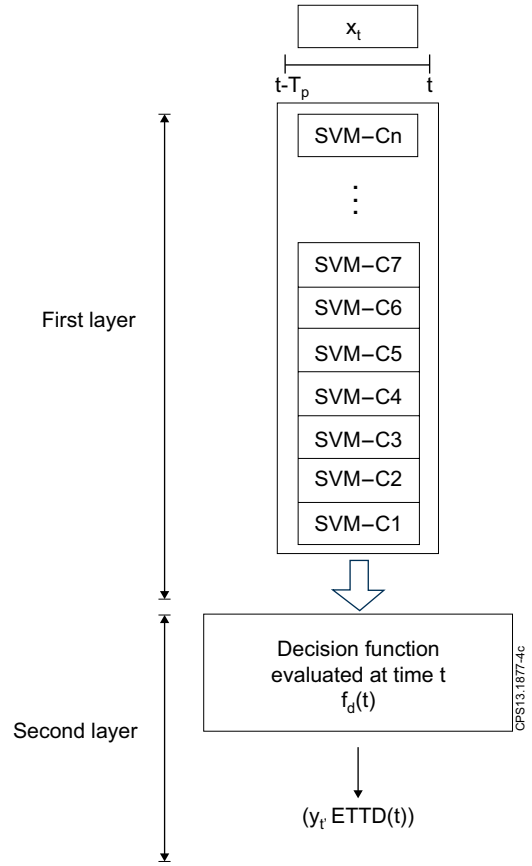 x_t
t-T_p t
SVM–Cn
⋮
SVM–C7
SVM–C6
First layer
SVM–C5
SVM–C4
SVM–C3
SVM–C2
SVM–C1
Decision function
evaluated at time t
f_d(t)
CPS13.1877-4c
Second layer
(y_t, ETTD(t))